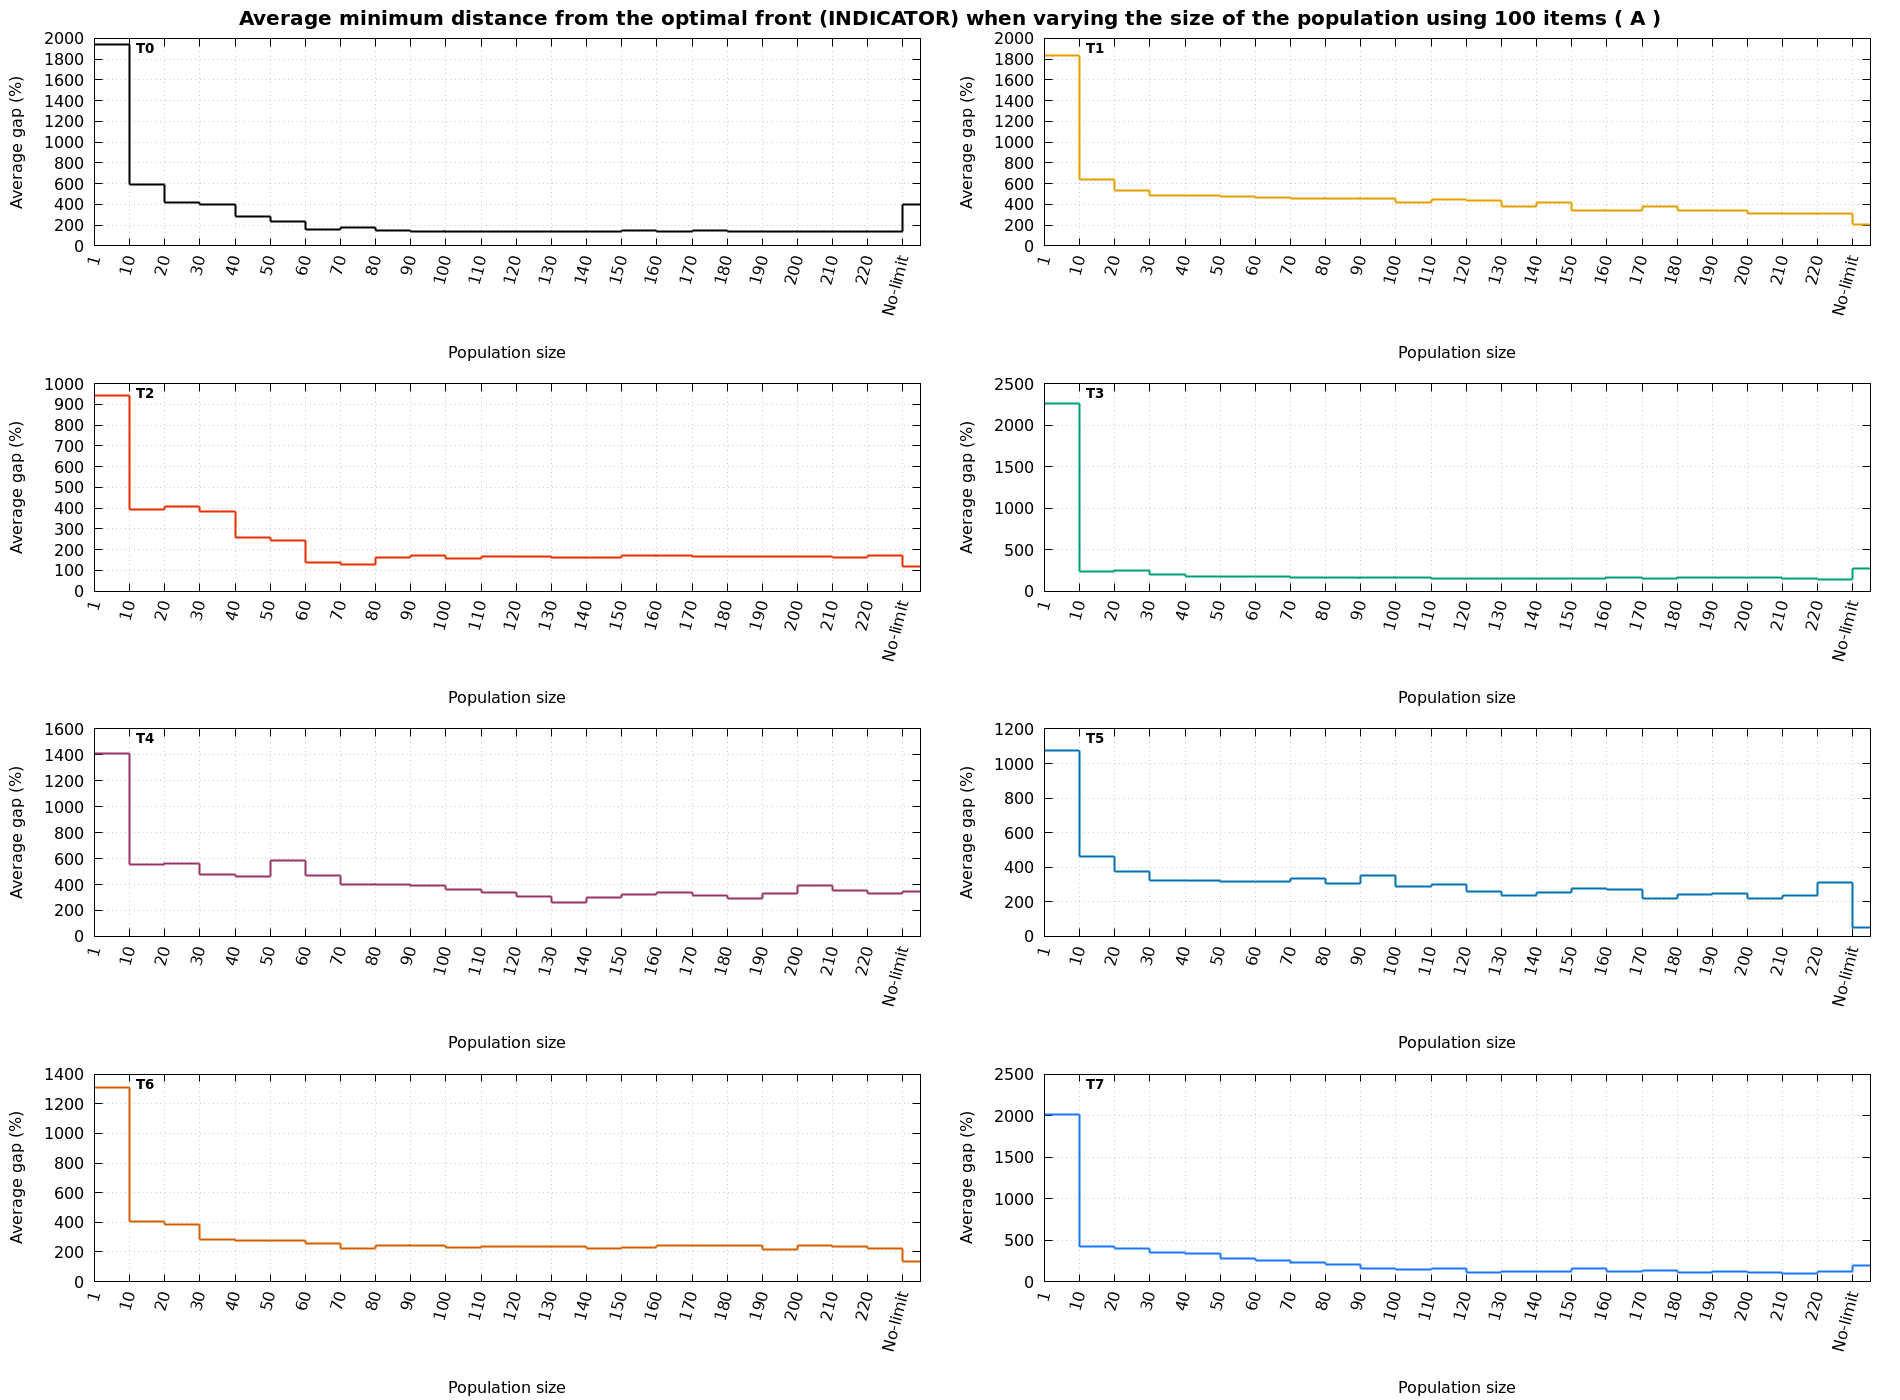 Average minimum distance from the optimal front (INDICATOR) when varying the size of the population using 100 items ( A )
T0
Average gap (%)
2000
1800
1600
1400
1200
1000
800
600
400
200
0
1 10 20 30 40 50 60 70 80 90 100 110 120 130 140 150 160 170 180 190 200 210 220 No-limit
Population size
T1
Average gap (%)
2000
1800
1600
1400
1200
1000
800
600
400
200
0
1 10 20 30 40 50 60 70 80 90 100 110 120 130 140 150 160 170 180 190 200 210 220 No-limit
Population size
T2
Average gap (%)
1000
900
800
700
600
500
400
300
200
100
0
1 10 20 30 40 50 60 70 80 90 100 110 120 130 140 150 160 170 180 190 200 210 220 No-limit
Population size
T3
Average gap (%)
2500
2000
1500
1000
500
0
1 10 20 30 40 50 60 70 80 90 100 110 120 130 140 150 160 170 180 190 200 210 220 No-limit
Population size
T4
Average gap (%)
1600
1400
1200
1000
800
600
400
200
0
1 10 20 30 40 50 60 70 80 90 100 110 120 130 140 150 160 170 180 190 200 210 220 No-limit
Population size
T5
Average gap (%)
1200
1000
800
600
400
200
0
1 10 20 30 40 50 60 70 80 90 100 110 120 130 140 150 160 170 180 190 200 210 220 No-limit
Population size
T6
Average gap (%)
1400
1200
1000
800
600
400
200
0
1 10 20 30 40 50 60 70 80 90 100 110 120 130 140 150 160 170 180 190 200 210 220 No-limit
Population size
T7
Average gap (%)
2500
2000
1500
1000
500
0
1 10 20 30 40 50 60 70 80 90 100 110 120 130 140 150 160 170 180 190 200 210 220 No-limit
Population size